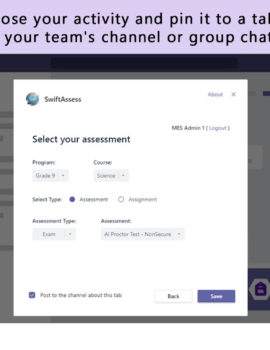 ose your activity and pin it to a ta
your team's channel or group chat
SwiftAssess
About
MES Admin 1 ( Logout )
Select your assessment
Program:
Course:
Grade 9
Science
Select Type:
Assessment
Assignment
Assessment Type:
Assessment:
Exam
AI Proctor Test - NonSecure
Post to the channel about this tab
Back
Save